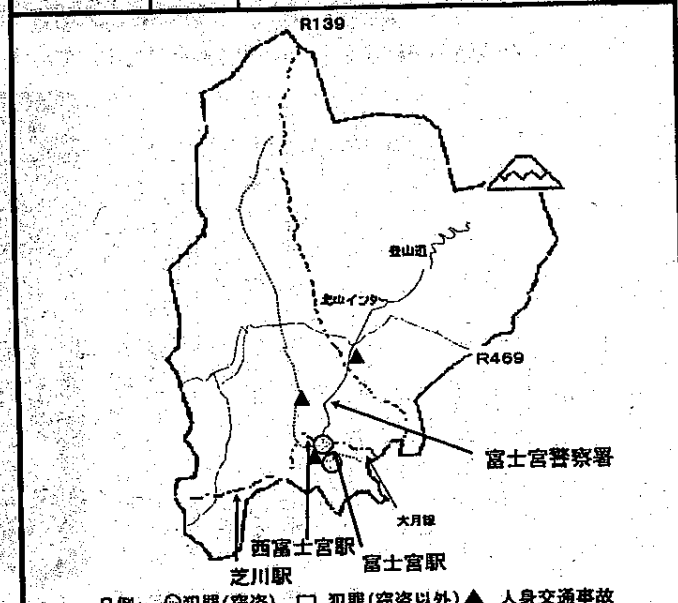 R139
登山道
北山インター
R469
富士宮警察署
大月線
西富士宮駅
富士宮駅
芝川駅
凡例: 犯罪(窃盗) 犯罪(窃盗以外) 人身交通事故